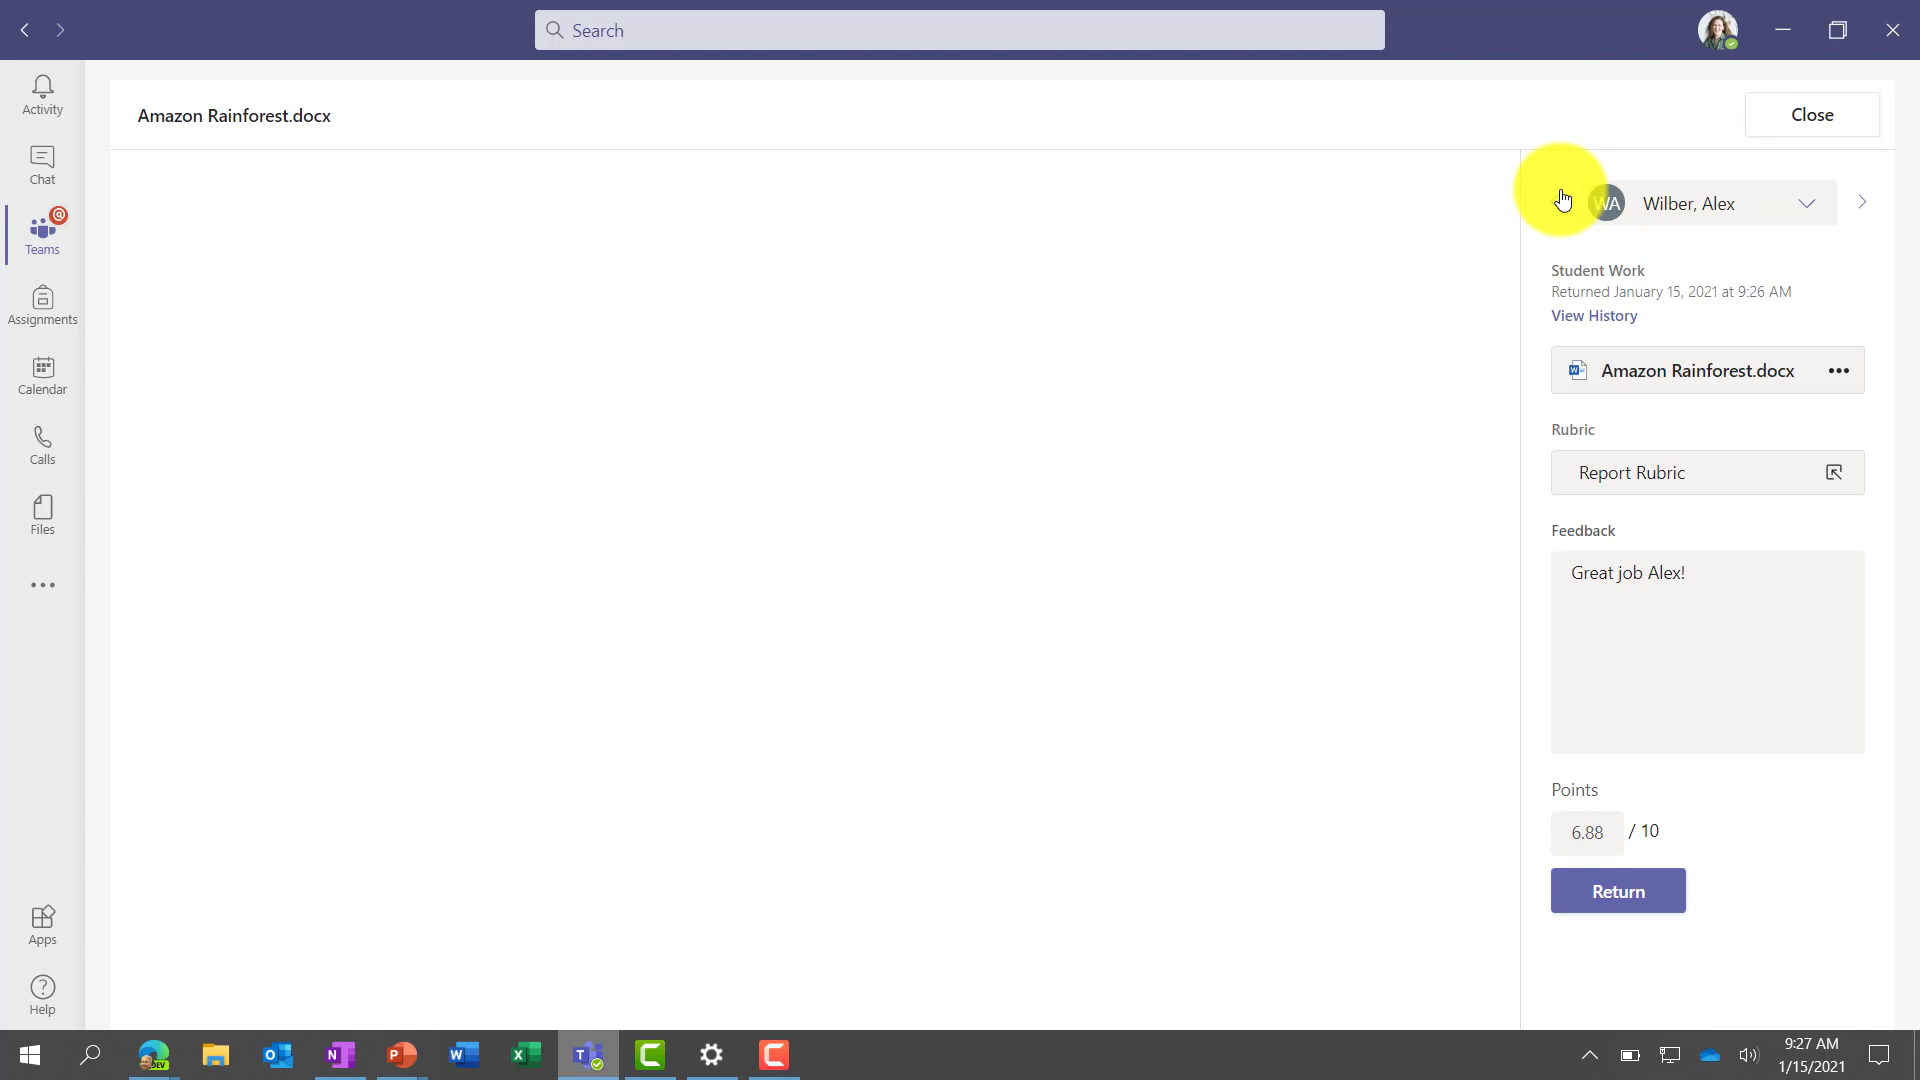 Search
Activity
Chat
@
Teams
Assignments
Calendar
Calls
Files
Apps
Help
Amazon Rainforest.docx
Close
WA
Wilber, Alex
Student Work
Returned January 15, 2021 at 9:26 AM
View History
Amazon Rainforest.docx
Rubric
Report Rubric
Feedback
Great job Alex!
Points
6.88 / 10
Return
DEV
9:27 AM
1/15/2021